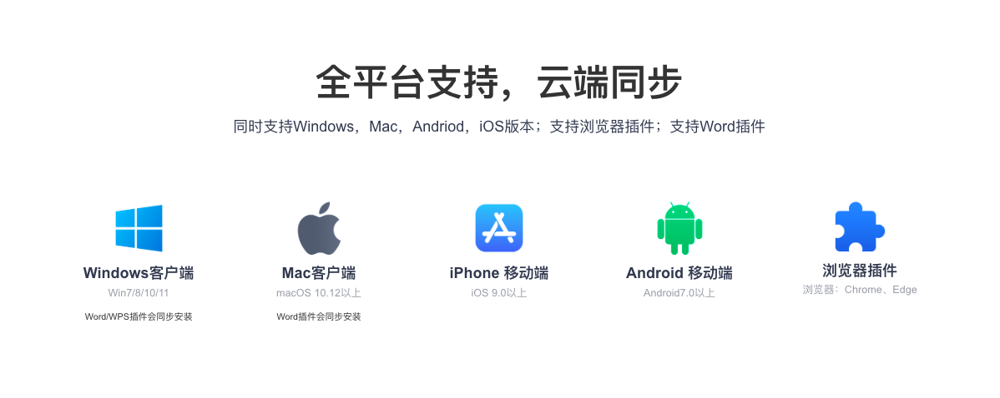 全平台支持，云端同步
同时支持Windows，Mac，Andriod，iOS版本；支持浏览器插件；支持Word插件
Windows客户端
Win7/8/10/11
Word/WPS插件会同步安装
Mac客户端
macOS 10.12以上
Word插件会同步安装
iPhone 移动端
iOS 9.0以上
Android 移动端
Android7.0以上
浏览器插件
浏览器：Chrome、Edge